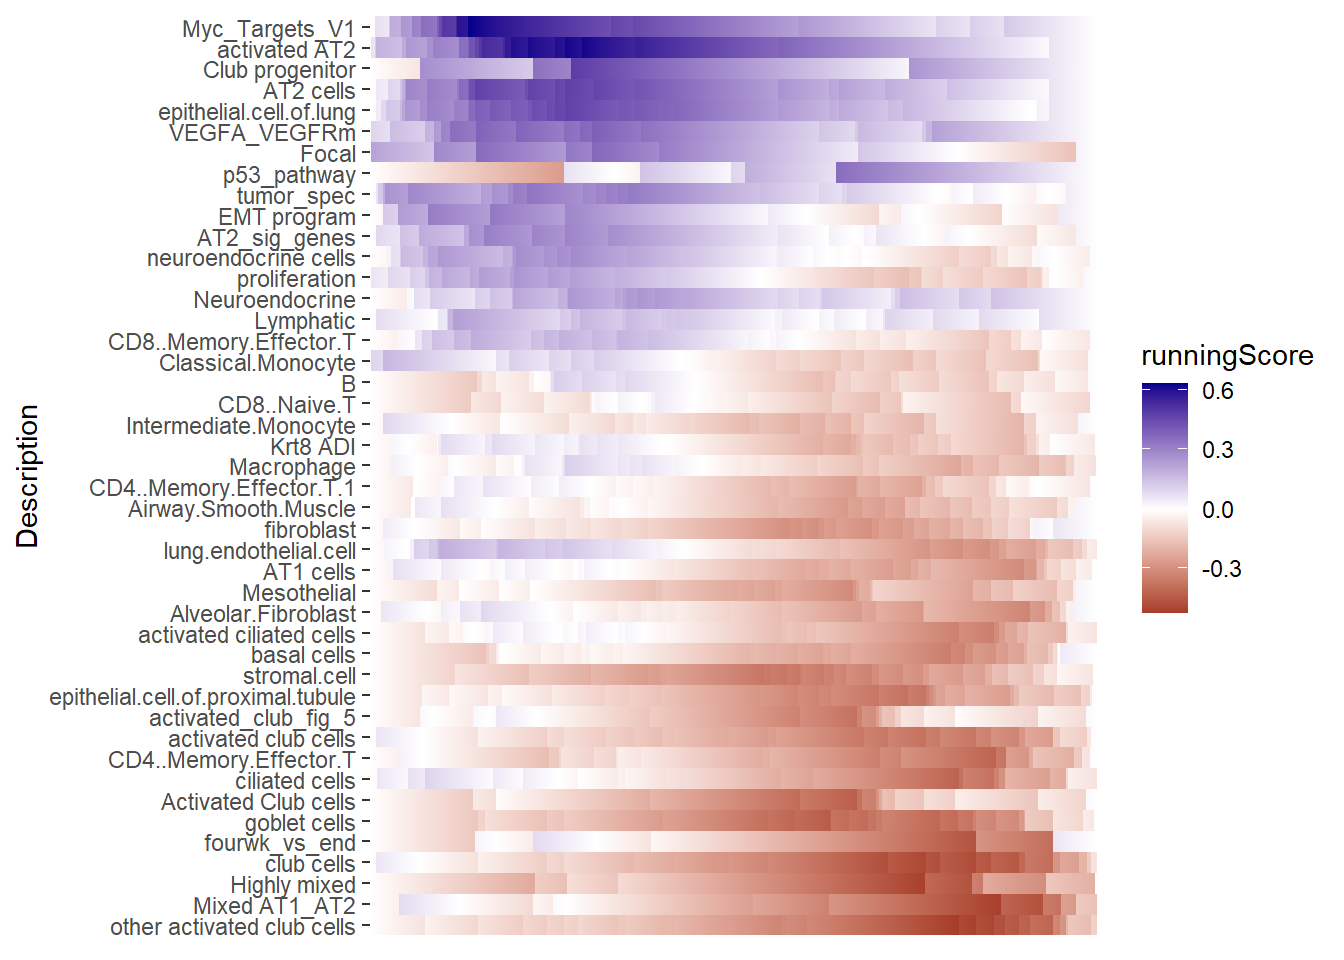 Myc_Targets_V1
activated AT2
Club progenitor
AT2 cells
epithelial.cell.of.lung
VEGFA_VEGFRm
Focal
p53_pathway
tumor_spec
EMT program
AT2_sig_genes
neuroendocrine cells
proliferation
Neuroendocrine
Lymphatic
CD8..Memory.Effector.T
Classical.Monocyte
B
CD8..Naive.T
Intermediate.Monocyte
Krt8 ADI
Macrophage
CD4..Memory.Effector.T.1
Airway.Smooth.Muscle
fibroblast
lung.endothelial.cell
AT1 cells
Mesothelial
Alveolar.Fibroblast
activated ciliated cells
basal cells
stromal.cell
epithelial.cell.of.proximal.tubule
activated_club_fig_5
activated club cells
CD4..Memory.Effector.T
ciliated cells
Activated Club cells
goblet cells
fourwk_vs_end
club cells
Highly mixed
Mixed AT1_AT2
other activated club cells
Description
runningScore
0.6
0.3
0.0
-0.3